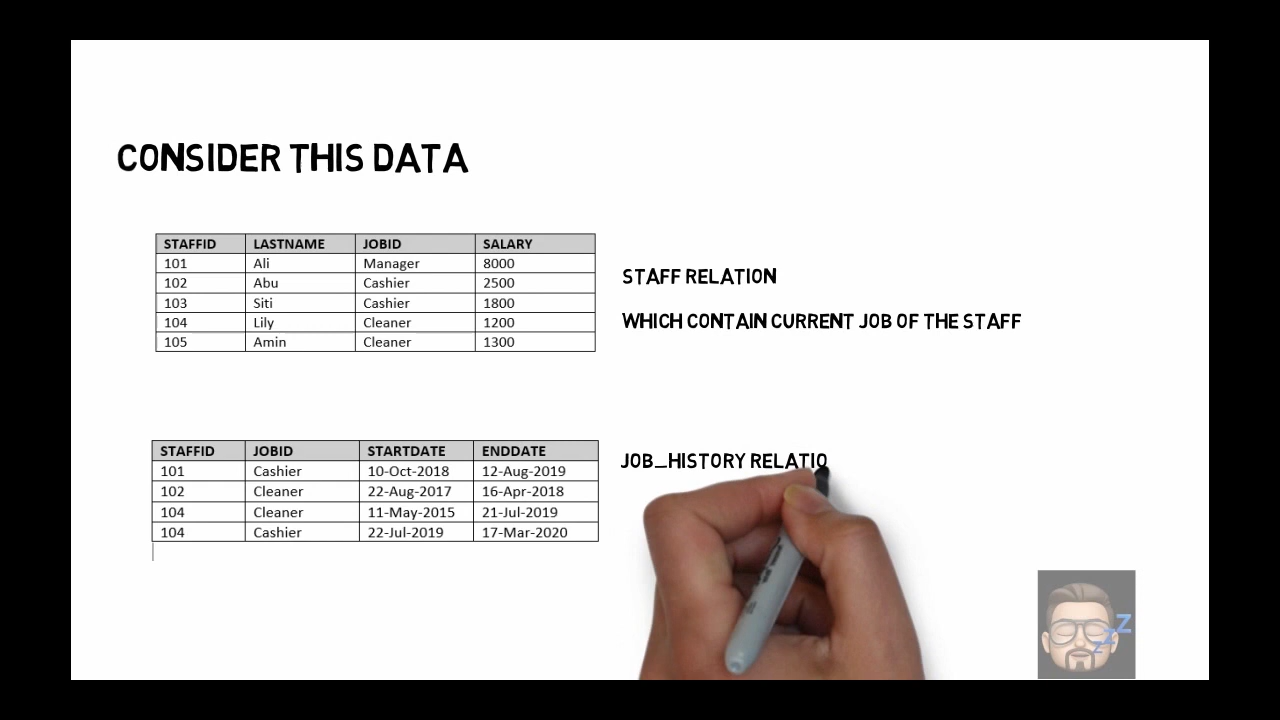 CONSIDER THIS DATA
STAFFID LASTNAME JOBID SALARY
101 Ali Manager 8000
102 Abu Cashier 2500
103 Siti Cashier 1800
104 Lily Cleaner 1200
105 Amin Cleaner 1300
STAFF RELATION
WHICH CONTAIN CURRENT JOB OF THE STAFF
STAFFID JOBID STARTDATE ENDDATE
101 Cashier 10-Oct-2018 12-Aug-2019
102 Cleaner 22-Aug-2017 16-Apr-2018
104 Cleaner 11-May-2015 21-Jul-2019
104 Cashier 22-Jul-2019 17-Mar-2020
JOB_HISTORY RELATIO
z z Z